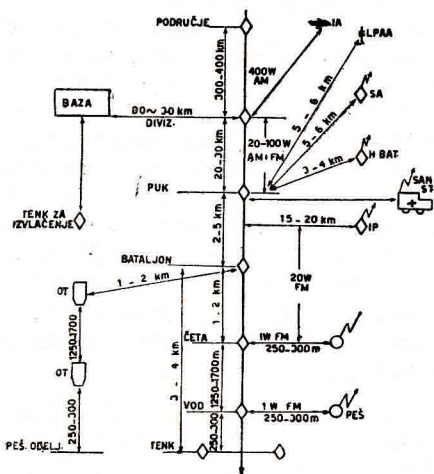 PODRUČJE
IA
LPAA
300-400 km
400W
AM
SA
BAZA
DO ~ 30 km
DIVIZ.
5 - 6 km
5-6 km
20-100W
AM i FM
20-30 km
3-4 km
H BAT.
PUK
SAN
ST
TENK ZA
IZVLAČENJE
15 - 20 km
IP
2-5 km
20W
FM
BATALJON
1 - 2 km
OT
1 - 2 km
1250-1700
3 - 4 km
ČETA
1W FM
250-300m
OT
1250-1700m
250-300
VOD
1 W FM
250-300m
PEŠ
250-300
PEŠ. ODELJ.
TENK